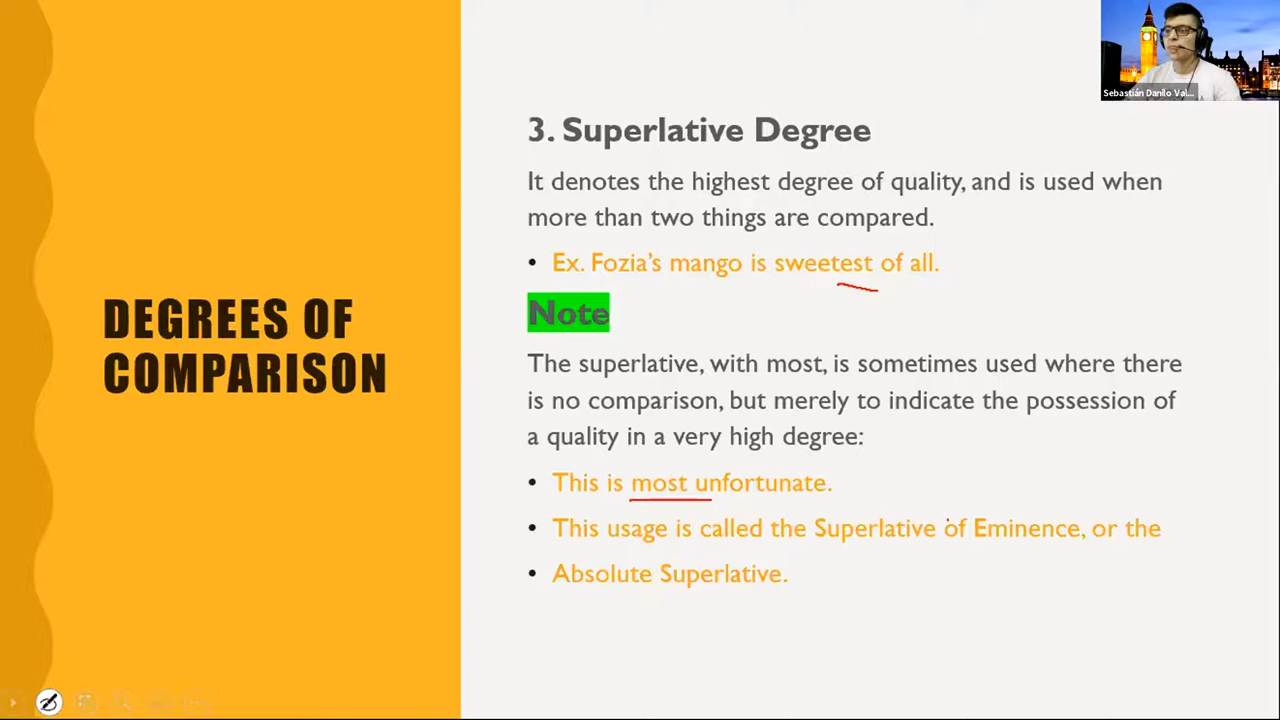 Sebastián Danilo Val...
3. Superlative Degree
It denotes the highest degree of quality, and is used when
more than two things are compared.
• Ex. Fozia's mango is sweetest of all.
Note
The superlative, with most, is sometimes used where there
is no comparison, but merely to indicate the possession of
a quality in a very high degree:
• This is most unfortunate.
• This usage is called the Superlative of Eminence, or the
• Absolute Superlative.
DEGREES OF
COMPARISON